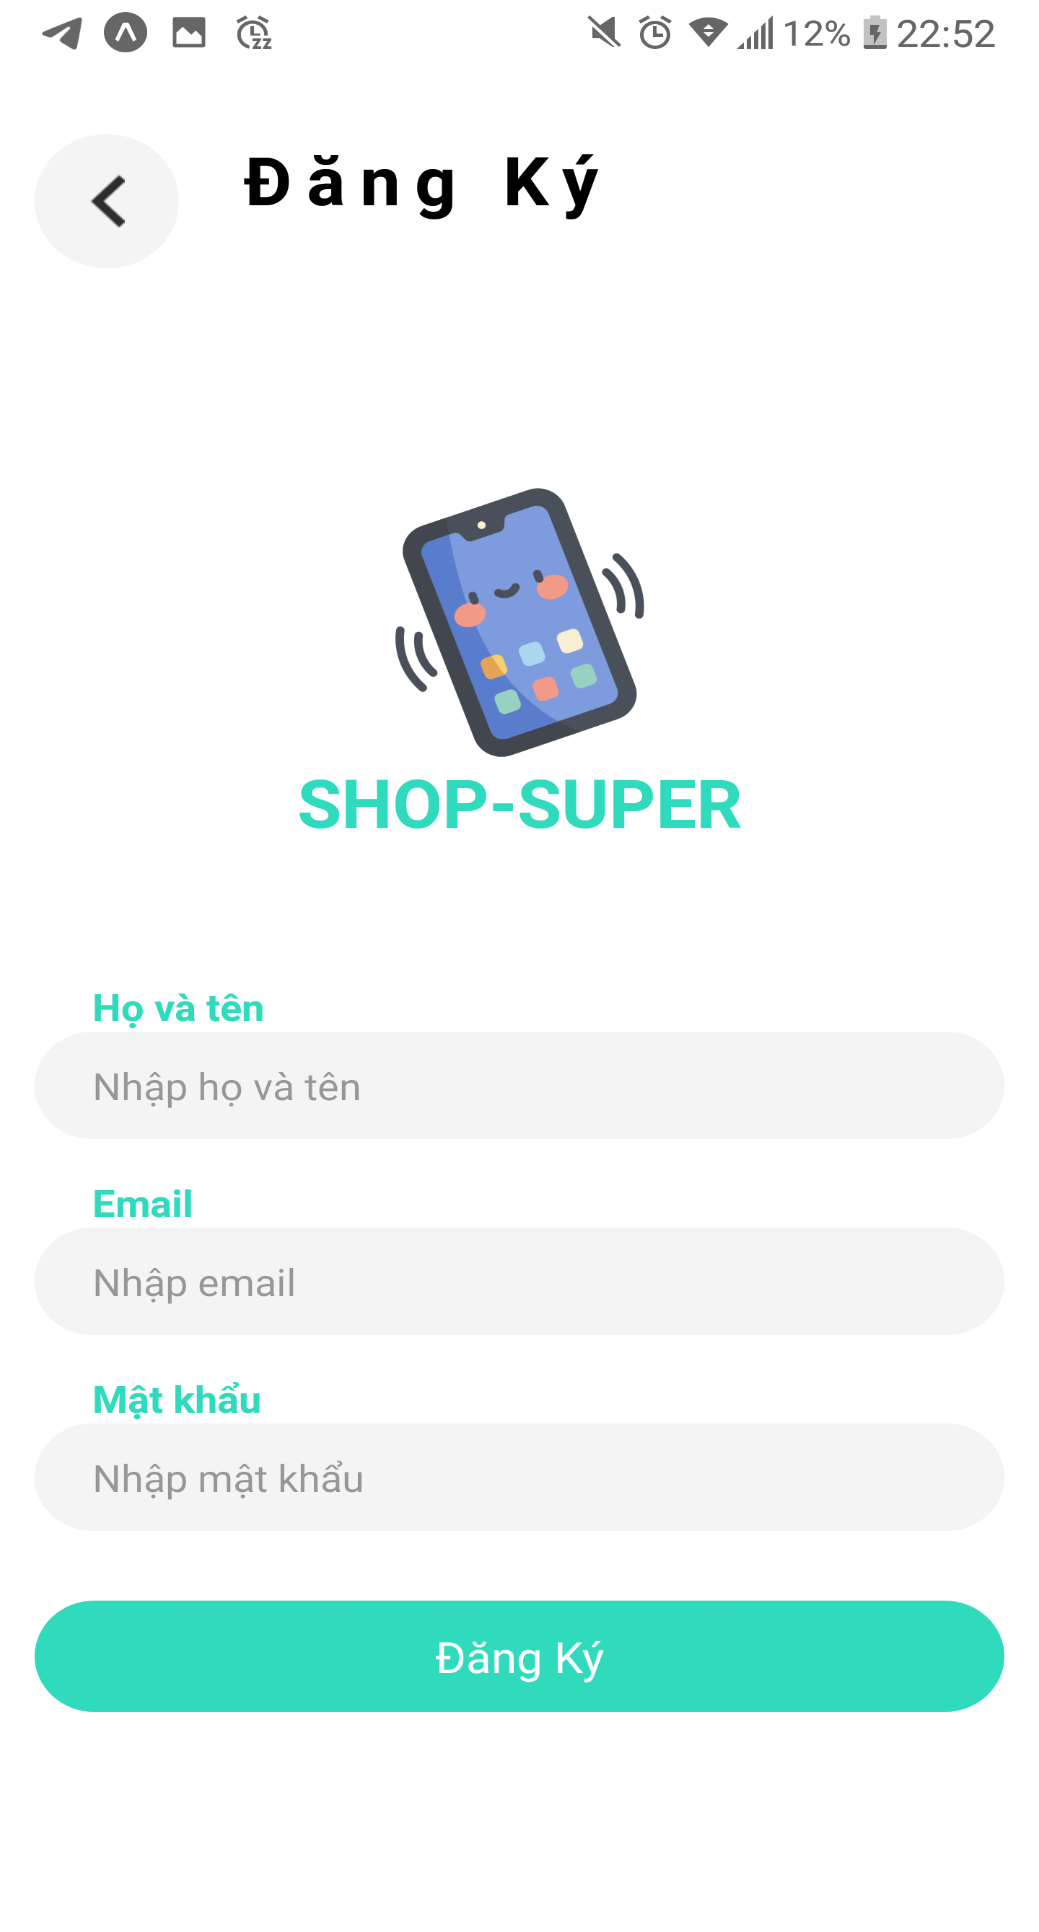 12% 22:52
Đăng Ký
SHOP-SUPER
Họ và tên
Nhập họ và tên
Email
Nhập email
Mật khẩu
Nhập mật khẩu
Đăng Ký